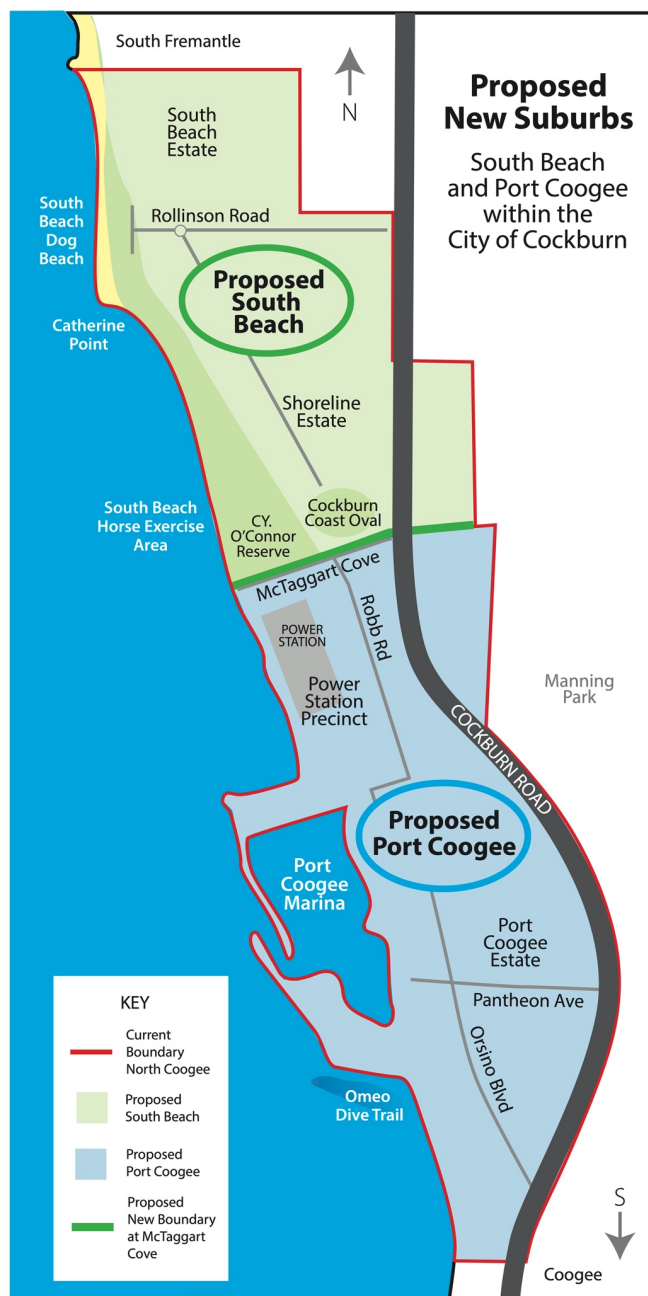 South Fremantle
N
Proposed
New Suburbs
South Beach
and Port Coogee
within the
City of Cockburn
South
Beach
Estate
South
Beach
Dog
Beach
Rollinson Road
Proposed
South
Beach
Catherine
Point
Shoreline
Estate
South Beach
Horse Exercise
Area
CY.
O'Connor
Reserve
Cockburn
Coast Oval
McTaggart Cove
Robb Rd
POWER
STATION
Power
Station
Precinct
Manning
Park
COCKBURN ROAD
Proposed
Port Coogee
Port
Coogee
Marina
Port
Coogee
Estate
Pantheon Ave
Orsino Blvd
Omeo
Dive Trail
KEY
Current
Boundary
North Coogee
Proposed
South Beach
Proposed
Port Coogee
Proposed
New Boundary
at McTaggart
Cove
S
Coogee